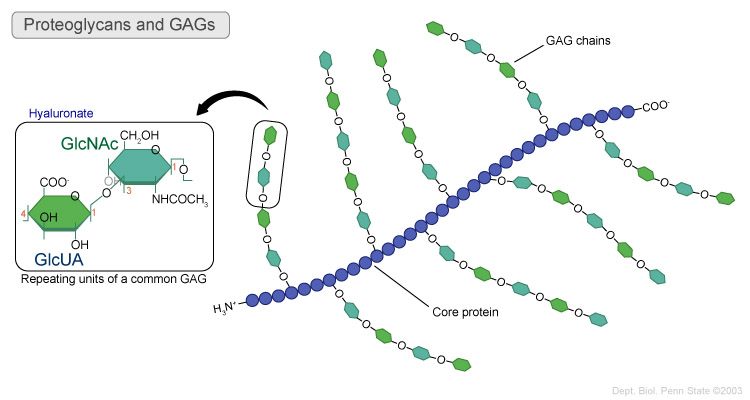 Proteoglycans and GAGs
GAG chains
COO⁻
Hyaluronate
GlcNAc
CH₂OH
O
1
O
OH
3
NHCOCH₃
COO⁻
O
O
4
OH
1
OH
GlcUA
Repeating units of a common GAG
O O O O O O O O O O O O O O O O O O O O O O O O O O O O O O O
Core protein
H₃N⁺
Dept. Biol. Penn State ©2003